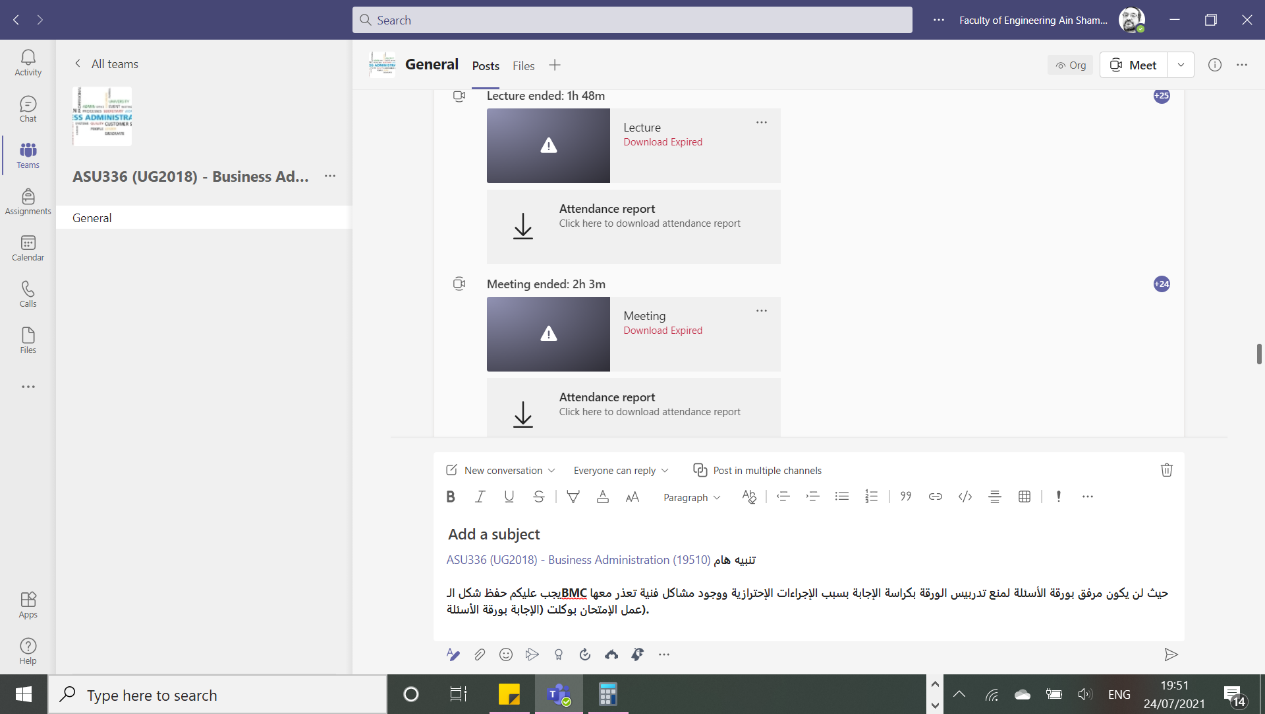 Search
Faculty of Engineering Ain Sham...
Activity
Chat
Teams
Assignments
Calendar
Calls
Files
Apps
Help
All teams
ASU336 (UG2018) - Business Ad...
General
General
Posts
Files
Org
Meet
Lecture ended: 1h 48m
+25
Lecture
Download Expired
Attendance report
Click here to download attendance report
Meeting ended: 2h 3m
+24
Meeting
Download Expired
Attendance report
Click here to download attendance report
New conversation
Everyone can reply
Post in multiple channels
Paragraph
Add a subject
ASU336 (UG2018) - Business Administration (19510) تنبيه هام
يجب عليكم حفظ شكل الـ BMC حيث لن يكون مرفق بورقة الأسئلة لمنع تدريس الورقة بكراسة الإجابة بسبب الإجراءات الإحترازية ووجود مشاكل فنية تعذر معها
عمل الإمتحان بوكلت (الإجابة بورقة الأسئلة).
Type here to search
ENG
19:51
24/07/2021
14